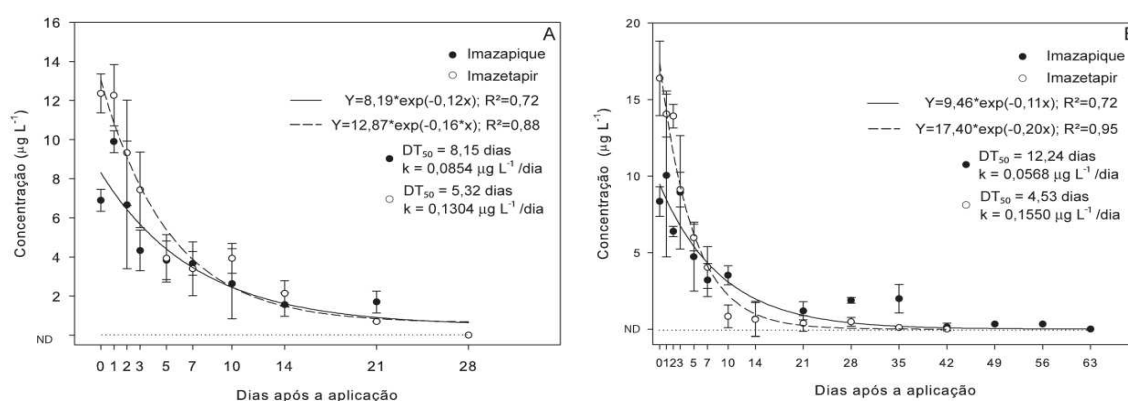 A
Concentração (µg L-1)
16
14
12
10
8
6
4
2
ND
Imazapique
Imazetapir
Y=8,19*exp(-0,12x); R²=0,72
Y=12,87*exp(-0,16*x); R²=0,88
DT50 = 8,15 dias
k = 0,0854 µg L-1 /dia
DT50 = 5,32 dias
k = 0,1304 µg L-1 /dia
0 1 2 3 5 7 10 14 21 28
Dias após a aplicação
Concentração (µg L-1)
20
15
10
5
ND
Imazapique
Imazetapir
Y=9,46*exp(-0,11x); R²=0,72
Y=17,40*exp(-0,20x); R²=0,95
DT50 = 12,24 dias
k = 0,0568 µg L-1 /dia
DT50 = 4,53 dias
k = 0,1550 µg L-1 /dia
0 1 2 3 5 7 10 14 21 28 35 42 49 56 63
Dias após a aplicação